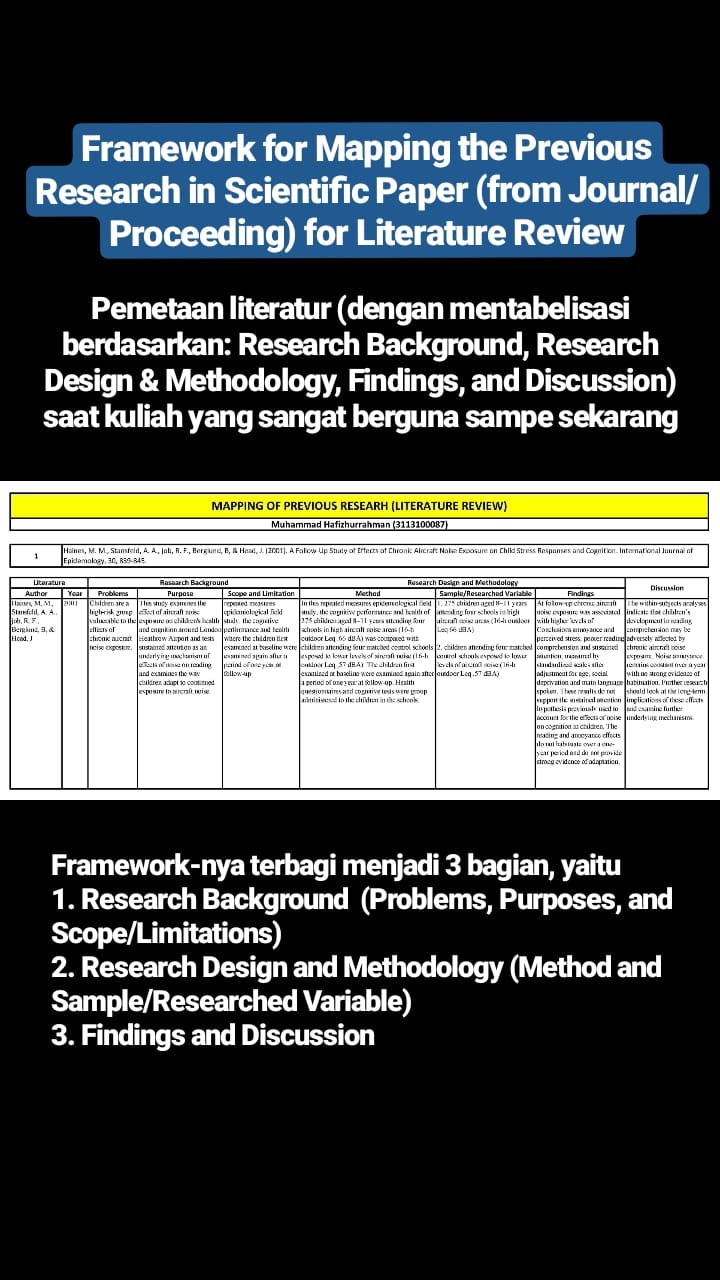 Framework for Mapping the Previous
Research in Scientific Paper (from Journal/
Proceeding) for Literature Review
Pemetaan literatur (dengan mentabelisasi
berdasarkan: Research Background, Research
Design & Methodology, Findings, and Discussion)
saat kuliah yang sangat berguna sampe sekarang
MAPPING OF PREVIOUS RESEARH (LITERATURE REVIEW)
Muhammad Hafizhurrahman (3113100087)
1
Haines, M. M., Stansfeld, A. A., job, R. F., Berglund, B, & Head, J. (2001). A Follow-Up Study of Effects of Chronic Aircraft Noise Exposure on Child Stress Responses and Cognition. International Journal of
Epidemology, 30, 839-845.
Literature
Research Background
Research Design and Methodology
Discussion
Author
Year
Problems
Purpose
Scope and Limitation
Method
Sample/Researched Variable
Findings
Haines, M, M.,
Stansfeld, A. A.,
job, R. F.,
Berglund, B, &
Head, J
2001
Children are a
high-risk group
vulnerable to the
effects of
chronic aircraft
noise exposure.
This study examines the
effect of aircraft noise
exposure on children's health
and cognition around London
Heathrow Airport and tests
sustained attention as an
underlying mechanism of
effects of noise on reading
and examines the way
children adapt to continued
exposure to aircraft noise.
repeated measures
epidemiological field
study, the cognitive
performance and health
where the children first
examined at baseline were
examined again after a
period of one year at
follow-up
In this repeated measures epidemiological field
study, the cognitive performance and health of
275 children aged 8–11 years attending four
schools in high aircraft noise areas (16-h
outdoor Leq 66 dBA) was compared with
children attending four matched control schools
exposed to lower levels of aircraft noise (16-h
outdoor Leq ,57 dBA) The children first
examined at baseline were examined again after
a period of one year at follow-up. Health
questionnaires and cognitive tests were group
administered to the children in the schools.
1. 275 children aged 8–11 years
attending four schools in high
aircraft noise areas (16-h outdoor
Leq 66 dBA)
2. children attending four matched
control schools exposed to lower
levels of aircraft noise (16-h
outdoor Leq ,57 dBA)
At follow-up chronic aircraft
noise exposure was associated
with higher levels of
Conclusions annoyance and
perceived stress, poorer reading
comprehension and sustained
attention, measured by
standardized scales after
adjustment for age, social
deprivation and main language
spoken. These results do not
support the sustained attention
hypothesis previously used to
account for the effects of noise
on cognition in children. The
reading and annoyance effects
do not habituate over a one-
year period and do not provide
strong evidence of adaptation.
The within-subjects analyses
indicate that children's
development in reading
comprehension may be
adversely affected by
chronic aircraft noise
exposure. Noise annoyance
remains constant over a year
with no strong evidence of
habituation. Further research
should look at the long-term
implications of these effects
and examine further
underlying mechanisms.
Framework-nya terbagi menjadi 3 bagian, yaitu
1. Research Background (Problems, Purposes, and
Scope/Limitations)
2. Research Design and Methodology (Method and
Sample/Researched Variable)
3. Findings and Discussion